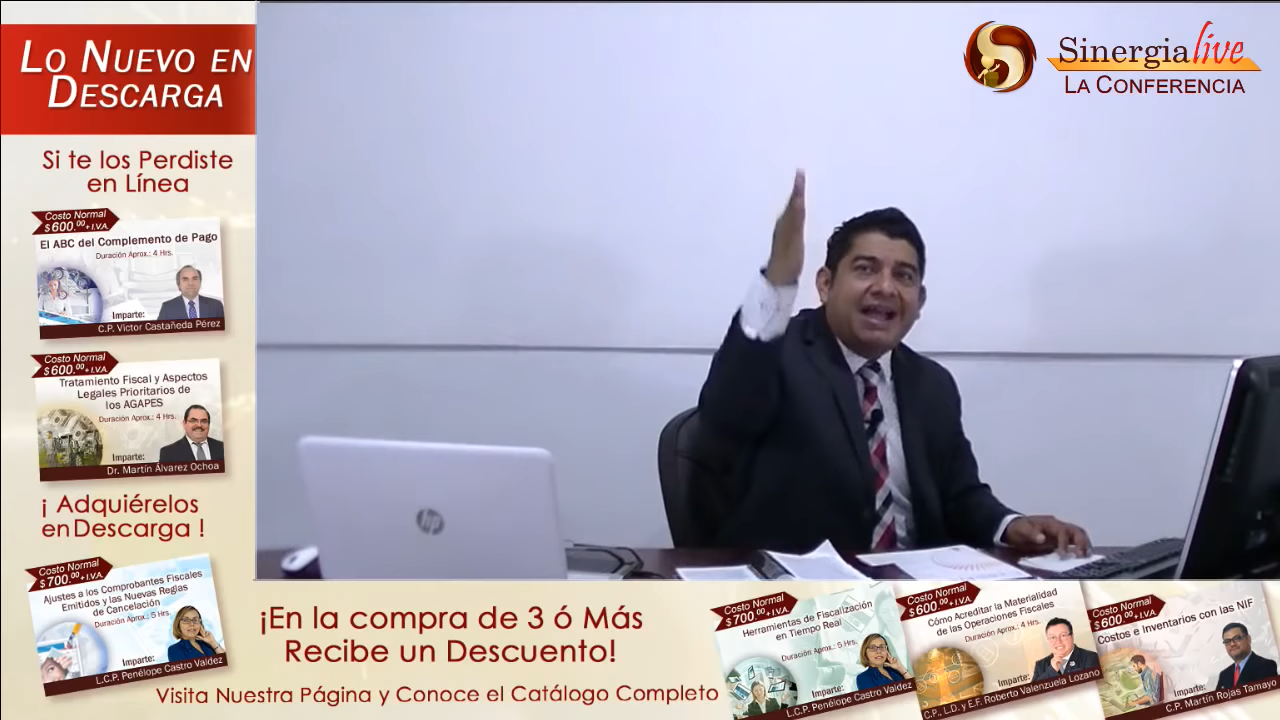 Lo Nuevo en
Descarga
Si te los Perdiste
en Línea
Costo Normal
$600.00 + I.V.A.
El ABC del Complemento de Pago
Duración Aprox.: 4 Hrs.
Imparte:
C.P. Victor Castañeda Pérez
Costo Normal
$600.00 + I.V.A.
Tratamiento Fiscal y Aspectos
Legales Prioritarios de
los AGAPES
Duración Aprox.: 4 Hrs.
Imparte:
Dr. Martín Álvarez Ochoa
¡ Adquiérelos
en Descarga !
Costo Normal
$700.00 + I.V.A.
Ajustes a los Comprobantes Fiscales
Emitidos y las Nuevas Reglas
de Cancelación
Duración Aprox.: 5 Hrs.
Imparte:
L.C.P. Penélope Castro Valdez
Sinergia live
La Conferencia
hp
¡En la compra de 3 ó Más
Recibe un Descuento!
Visita Nuestra Página y Conoce el Catálogo Completo
Costo Normal
$700.00 + I.V.A.
Herramientas de Fiscalización
en Tiempo Real
Duración Aprox.: 5 Hrs.
Imparte:
L.C.P. Penélope Castro Valdez
Costo Normal
$600.00 + I.V.A.
Cómo Acreditar la Materialidad
de las Operaciones Fiscales
Duración Aprox.: 4 Hrs.
Imparte:
C.P., L.D. y E.F. Roberto Valenzuela Lozano
Costo Normal
$600.00 + I.V.A.
Costos e Inventarios con las NIF
Imparte:
C.P. Martín Rojas Tamayo